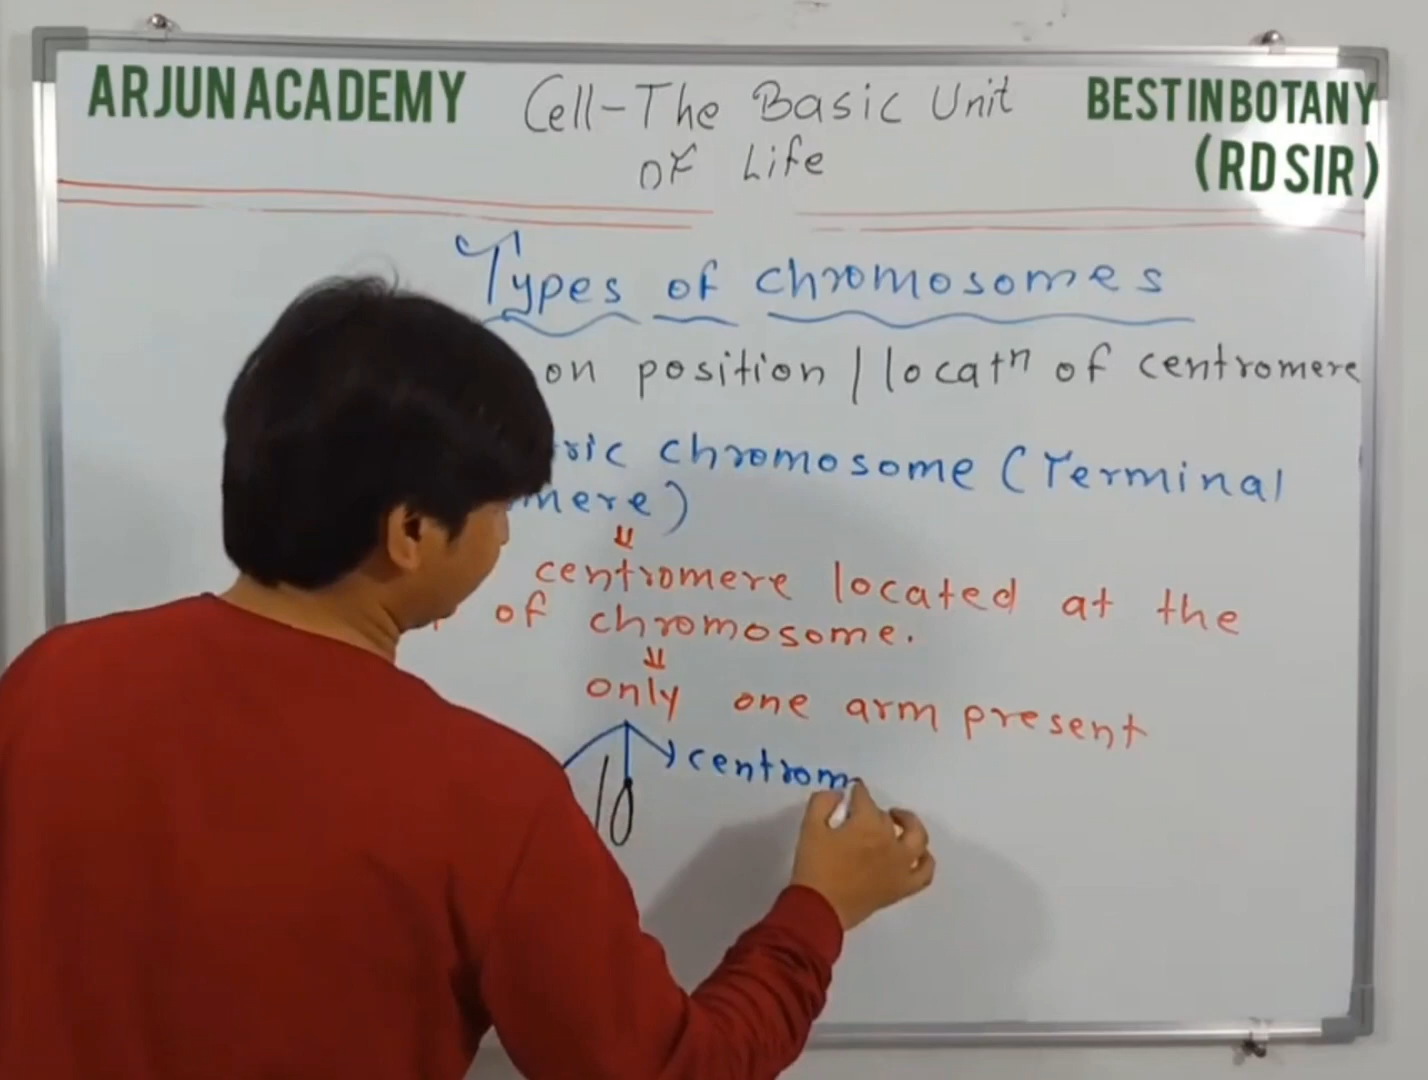 ARJUN ACADEMY
Cell-The Basic Unit
of Life
BEST IN BOTANY
(RD SIR)
Types of chromosomes
on position / locatⁿ of centromere
chromosome (Terminal
centromere located at the
of chromosome.
only one arm present
centrom